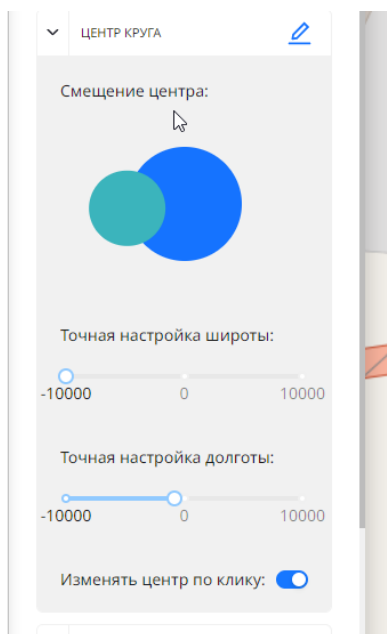 ЦЕНТР КРУГА
Смещение центра:
Точная настройка широты:
-10000 0 10000
Точная настройка долготы:
-10000 0 10000
Изменять центр по клику: